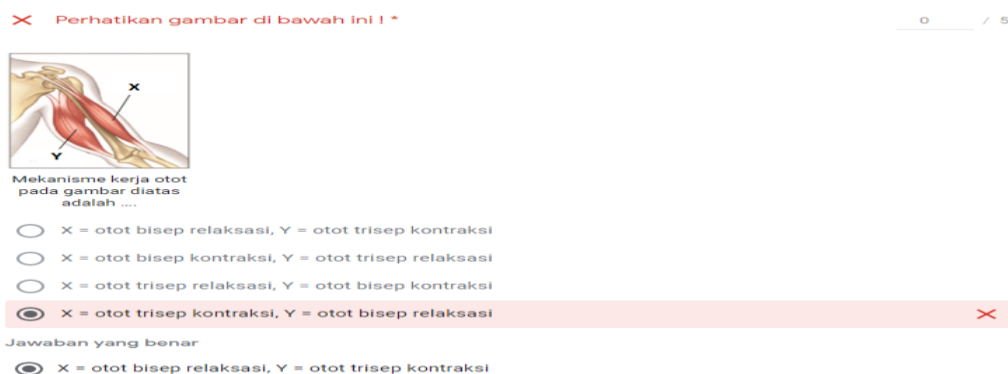 Perhatikan gambar di bawah ini ! * 0 / 5
X
Y
Mekanisme kerja otot
pada gambar diatas
adalah ....
X = otot bisep relaksasi, Y = otot trisep kontraksi
X = otot bisep kontraksi, Y = otot trisep relaksasi
X = otot trisep relaksasi, Y = otot bisep kontraksi
X = otot trisep kontraksi, Y = otot bisep relaksasi
Jawaban yang benar
X = otot bisep relaksasi, Y = otot trisep kontraksi